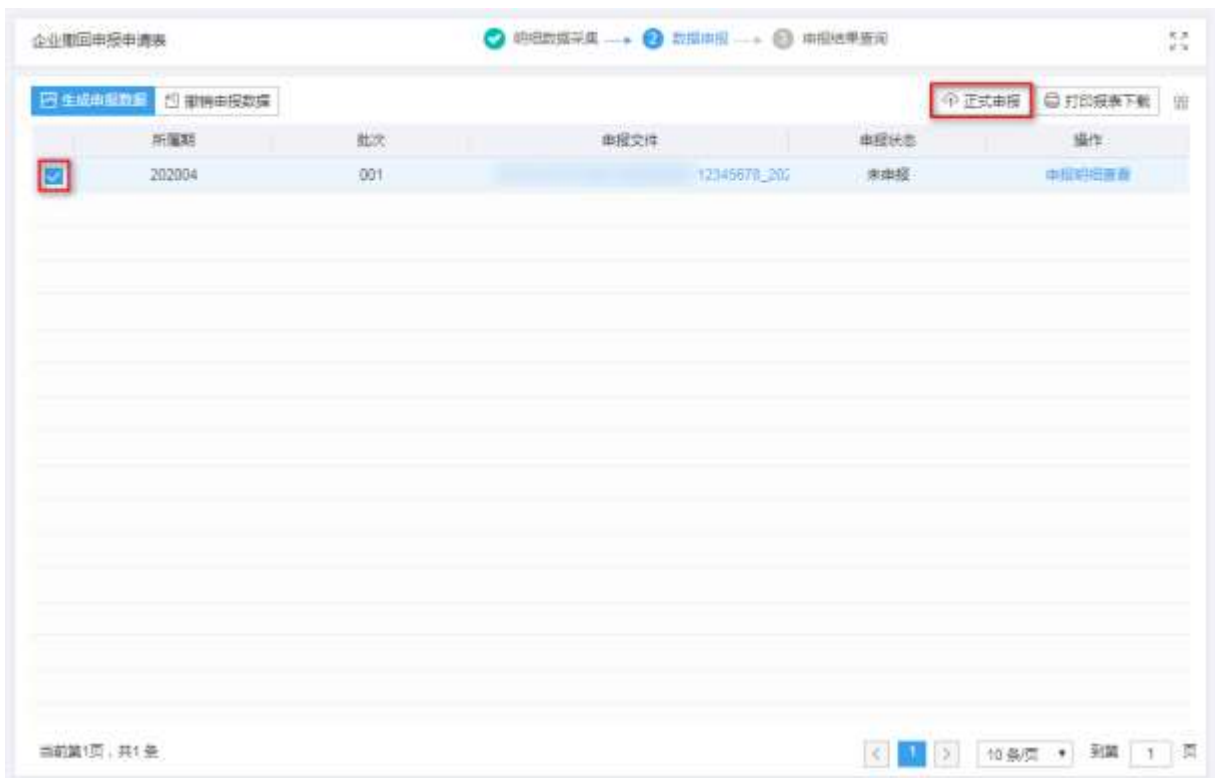 企业撤回申报申请表 明细数据采集 2 数据申报 3 申报结果查询
生成申报数据 撤销申报数据 正式申报 打印报表下载
所属期 批次 申报文件 申报状态 操作
202004 001 12345678_202 未申报 申报明细查看
当前第1页，共1 条 < 1 > 10 条/页 到第 1 页